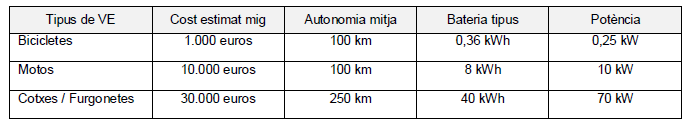 Tipus de VE Cost estimat mig Autonomia mitja Bateria tipus Potència
Bicicletes 1.000 euros 100 km 0,36 kWh 0,25 kW
Motos 10.000 euros 100 km 8 kWh 10 kW
Cotxes / Furgonetes 30.000 euros 250 km 40 kWh 70 kW